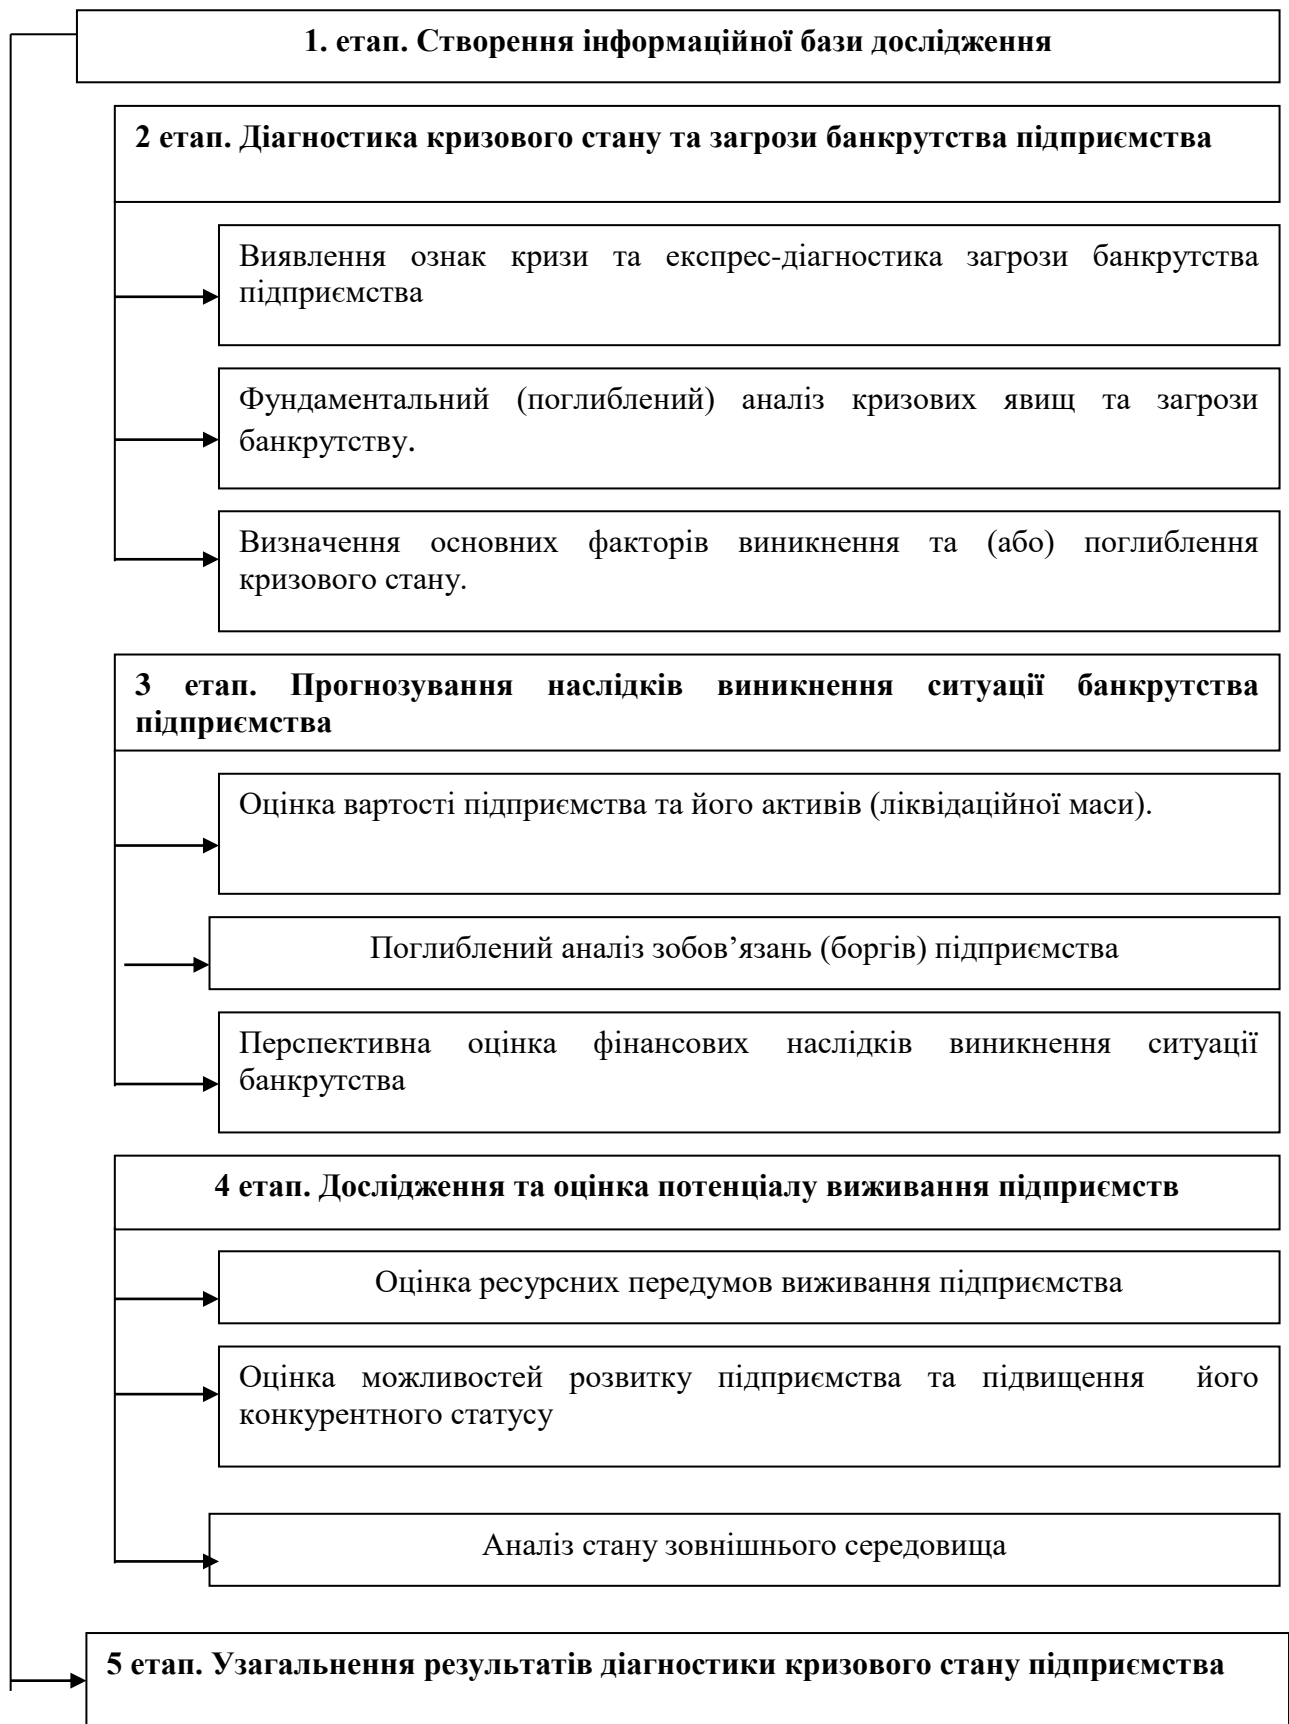 1. етап. Створення інформаційної бази дослідження
2 етап. Діагностика кризового стану та загрози банкрутства підприємства
Виявлення ознак кризи та експрес-діагностика загрози банкрутства
підприємства
Фундаментальний (поглиблений) аналіз кризових явищ та загрози
банкрутству.
Визначення основних факторів виникнення та (або) поглиблення
кризового стану.
3 етап. Прогнозування наслідків виникнення ситуації банкрутства
підприємства
Оцінка вартості підприємства та його активів (ліквідаційної маси).
Поглиблений аналіз зобов’язань (боргів) підприємства
Перспективна оцінка фінансових наслідків виникнення ситуації
банкрутства
4 етап. Дослідження та оцінка потенціалу виживання підприємств
Оцінка ресурсних передумов виживання підприємства
Оцінка можливостей розвитку підприємства та підвищення його
конкурентного статусу
Аналіз стану зовнішнього середовища
5 етап. Узагальнення результатів діагностики кризового стану підприємства